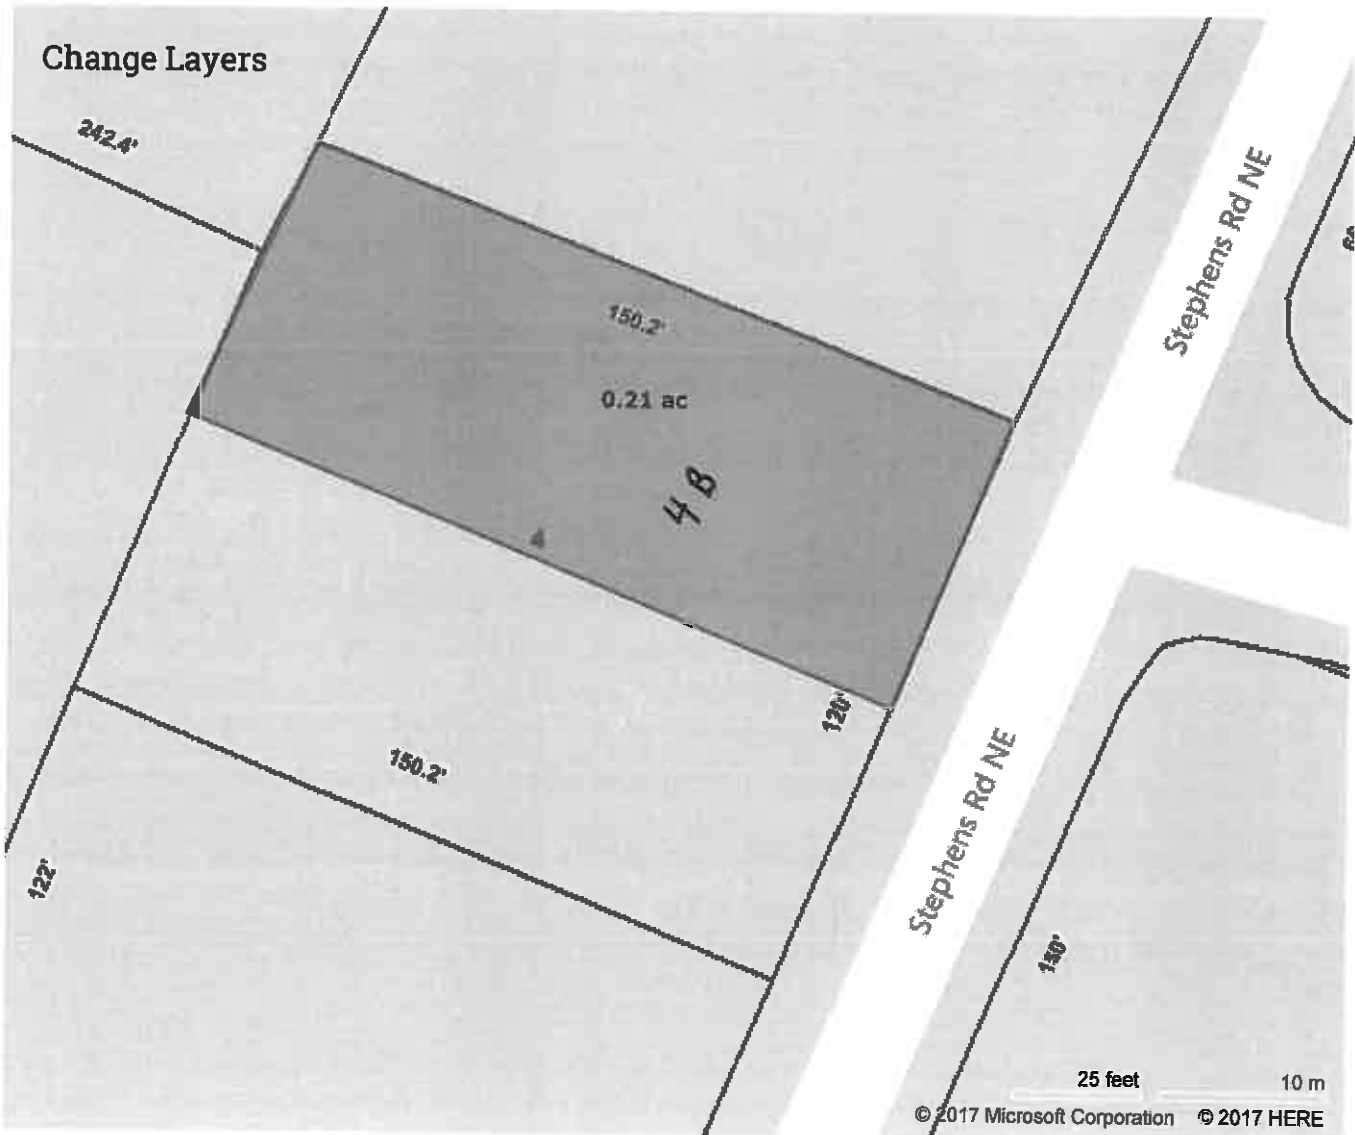 Change Layers
242.4'
Stephens Rd NE
150.2'
0.21 ac
4 B
4
120'
150.2'
Stephens Rd NE
122'
25 feet 10 m
© 2017 Microsoft Corporation © 2017 HERE